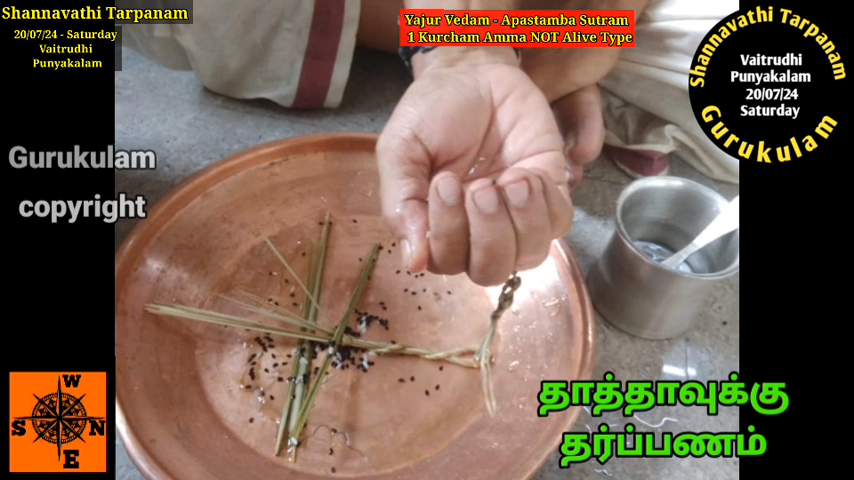 Shannavathi Tarpanam
20/07/24 - Saturday
Vaitrudhi
Punyakalam
Yajur Vedam - Apastamba Sutram
1 Kurcham Amma NOT Alive Type
Shannavathi Tarpanam
Vaitrudhi
Punyakalam
20/07/24
Saturday
Gurukulam
Gurukulam
copyright
W
S N
E
தாத்தாவுக்கு
தர்ப்பணம்